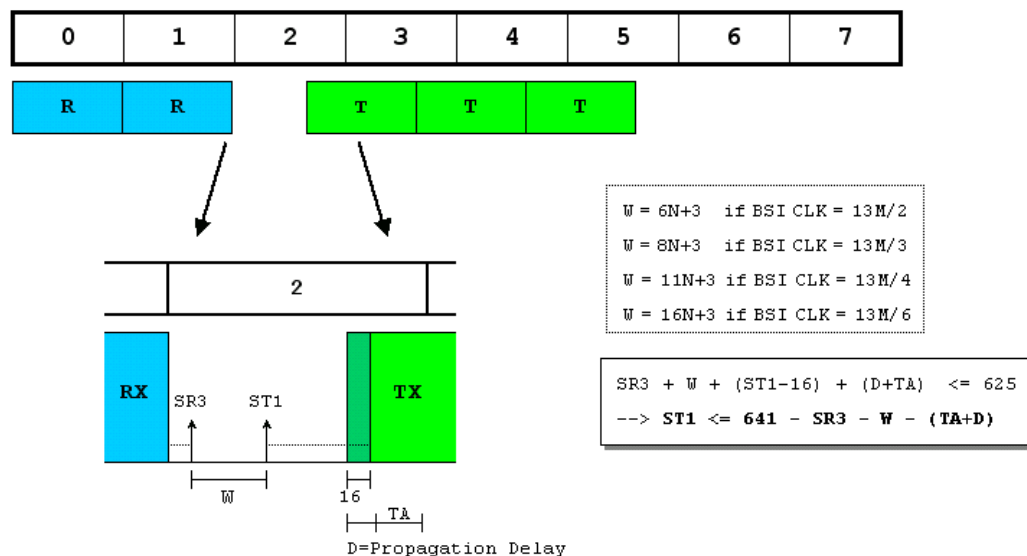 0 1 2 3 4 5 6 7
R R T T T
W = 6N+3 if BSI CLK = 13M/2
W = 8N+3 if BSI CLK = 13M/3
W = 11N+3 if BSI CLK = 13M/4
W = 16N+3 if BSI CLK = 13M/6
2
RX SR3 ST1 TX
W 16
TA
D=Propagation Delay
SR3 + W + (ST1-16) + (D+TA) <= 625
--> ST1 <= 641 - SR3 - W - (TA+D)